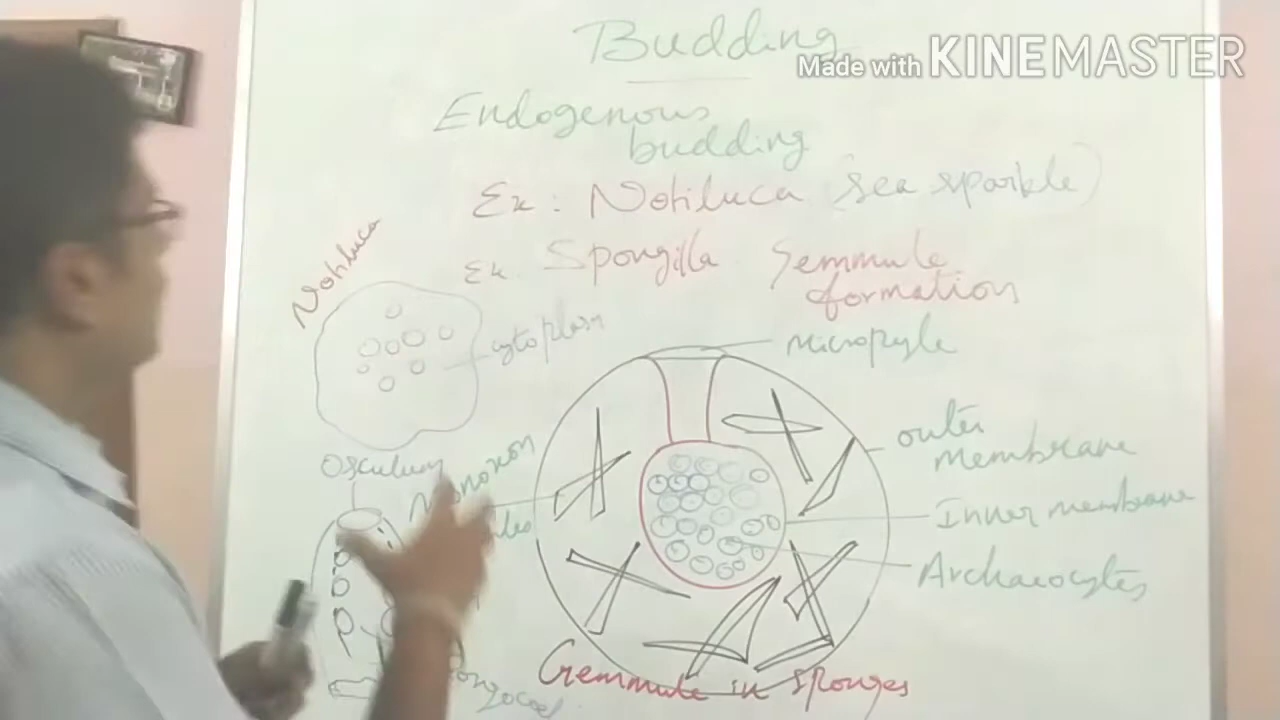 Budding
Made with KINEMASTER
Endogenous
budding
Ex : Notiluca (sea sparkle)
Ex Spongilla Gemmule
formation
Notiluca
cytoplasm
micropyle
outer
membrane
Osculum
Monoxon
Inner membrane
Archaeocytes
Gemmule in sponges